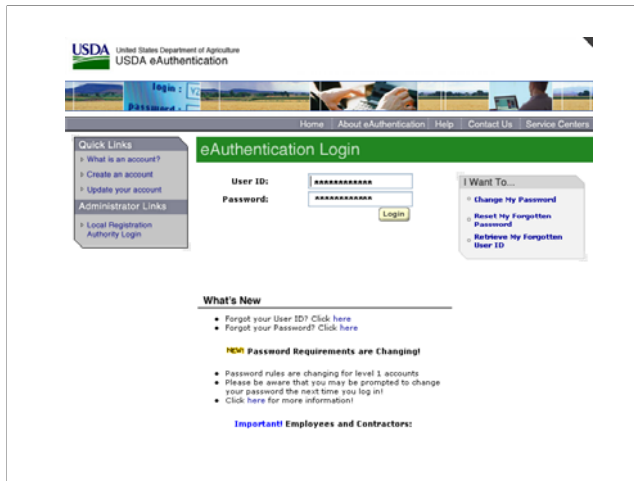 USDA United States Department of Agriculture
USDA eAuthentication
login :
Password :
Home About eAuthentication Help Contact Us Service Centers
Quick Links
What is an account?
Create an account
Update your account
Administrator Links
Local Registration
Authority Login
eAuthentication Login
User ID: ************
Password: ************
Login
I Want To...
Change My Password
Reset My Forgotten
Password
Retrieve My Forgotten
User ID
What's New
Forgot your User ID? Click here
Forgot your Password? Click here
NEW! Password Requirements are Changing!
Password rules are changing for level 1 accounts
Please be aware that you may be prompted to change
your password the next time you log in!
Click here for more information!
Important! Employees and Contractors: